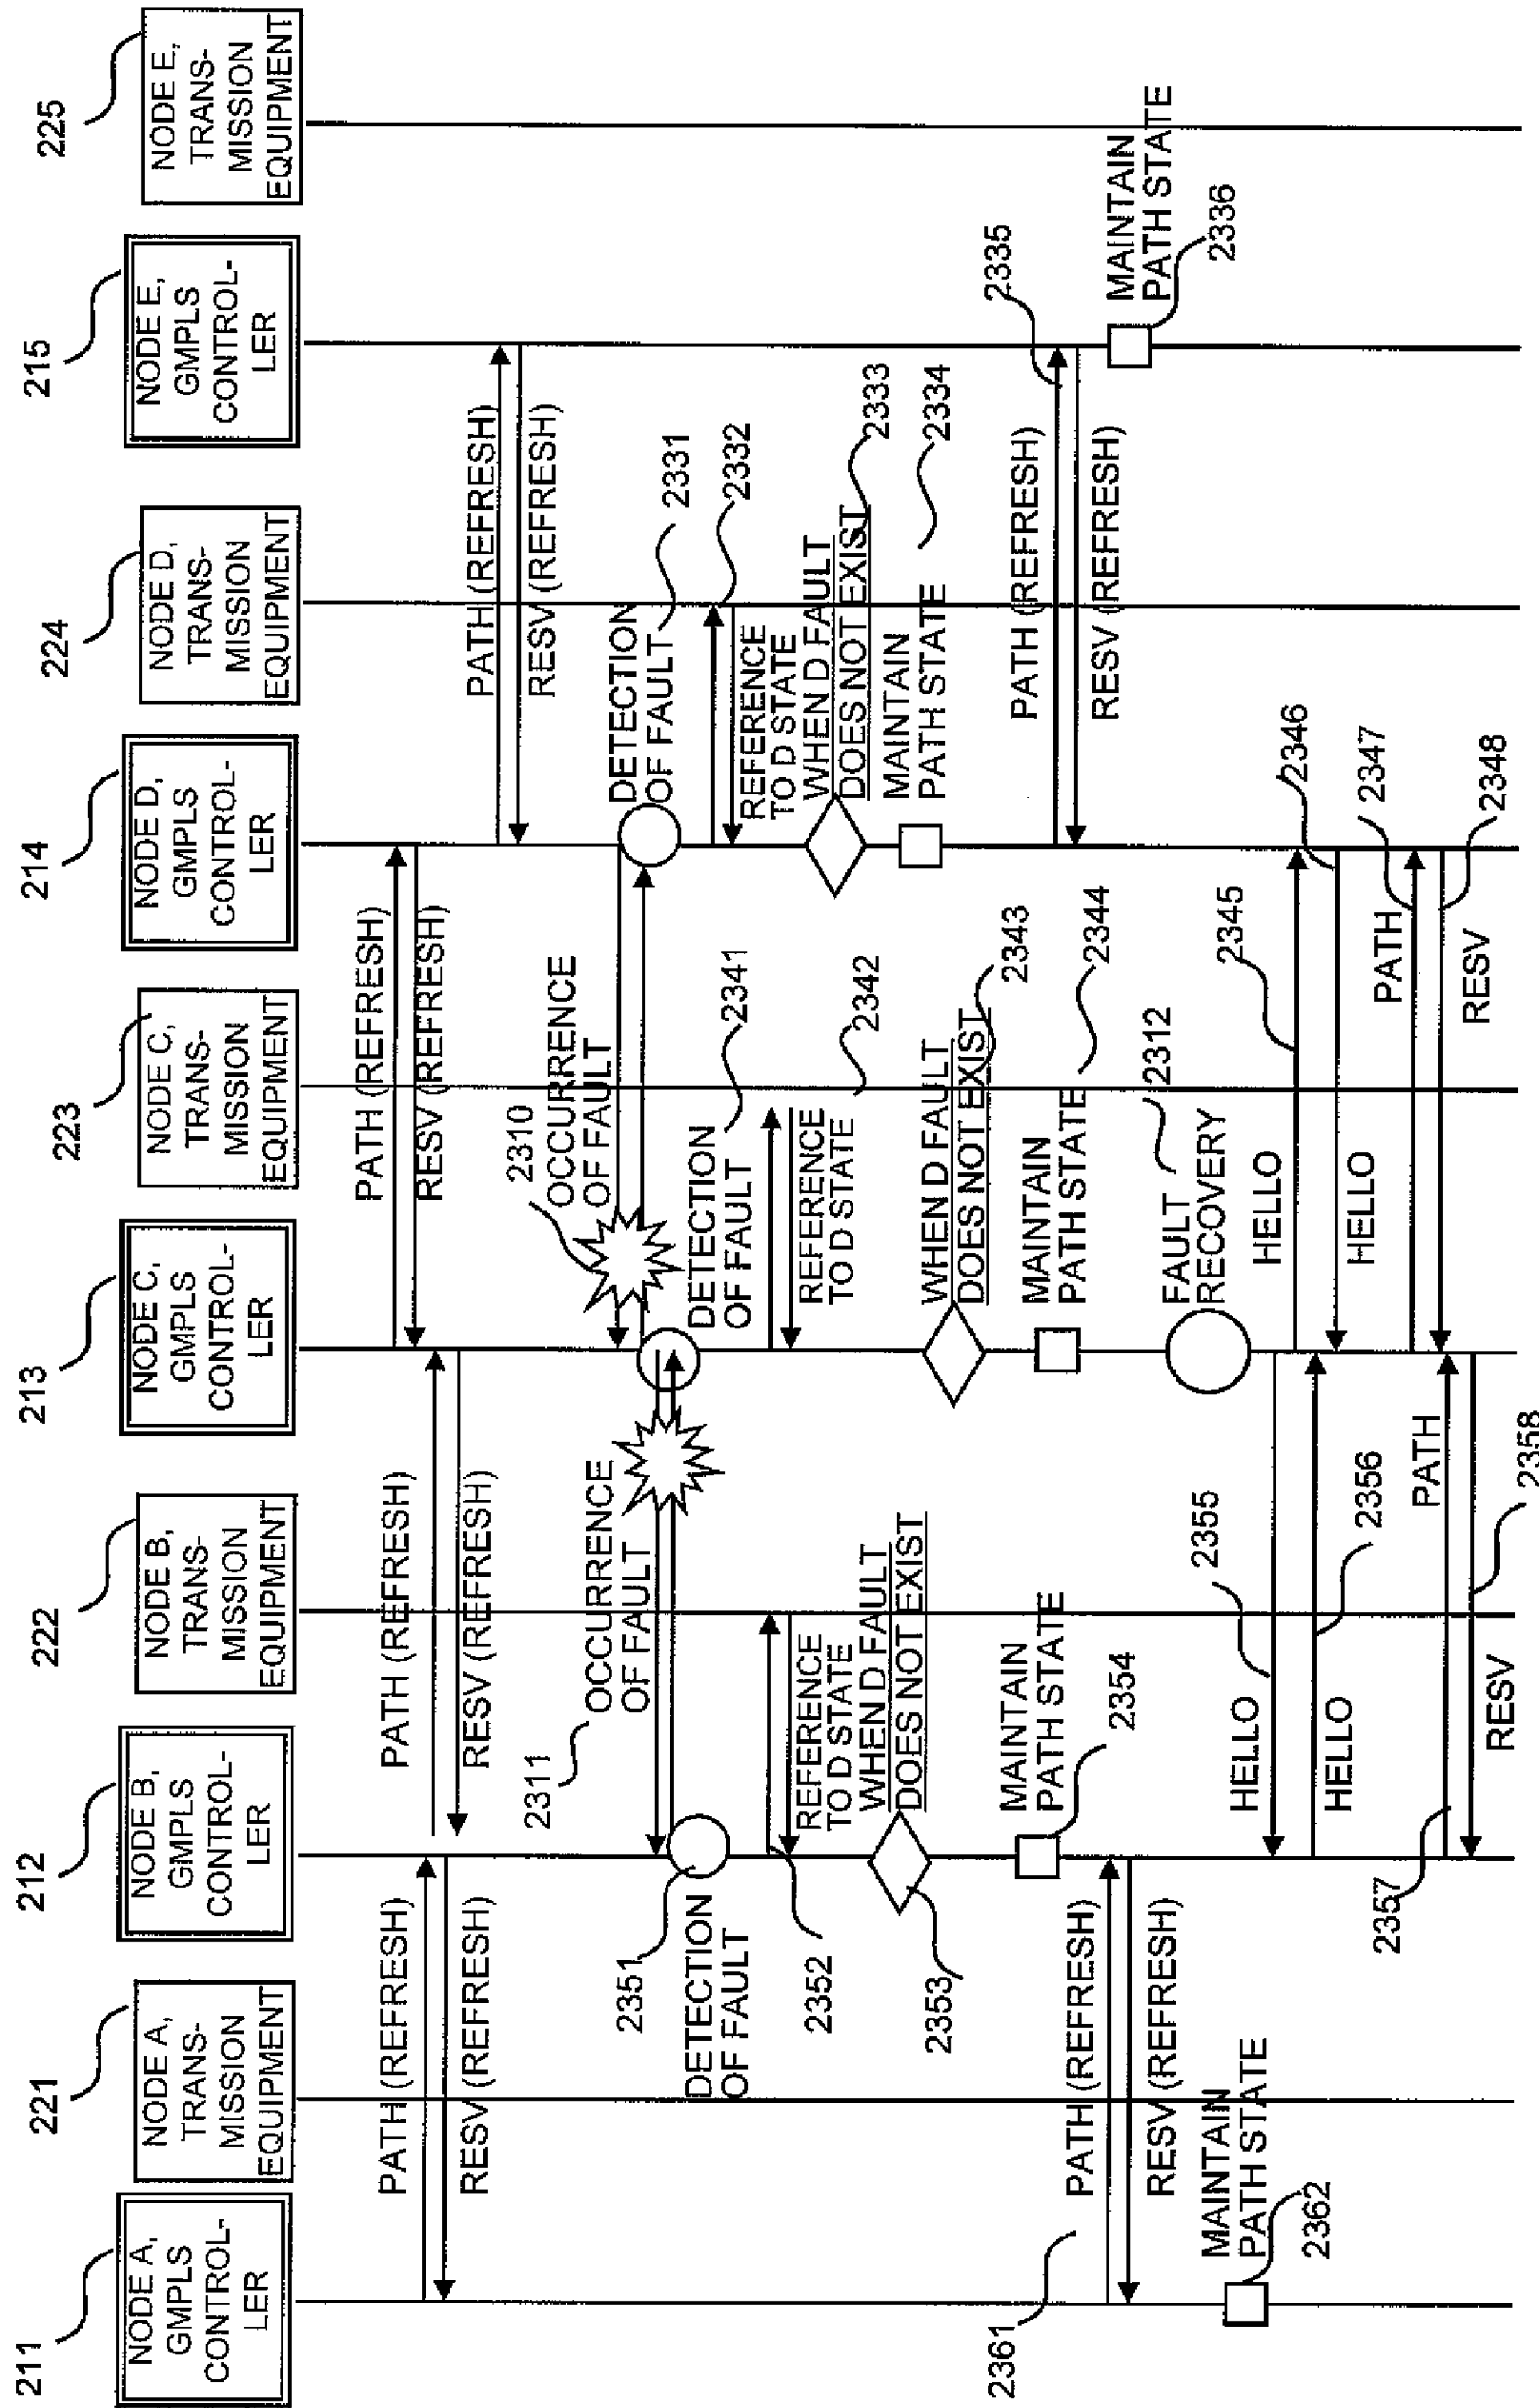 211
NODE A,
GMPLS
CONTROL-
LER
221
NODE A,
TRANS-
MISSION
EQUIPMENT
212
NODE B,
GMPLS
CONTROL-
LER
222
NODE B,
TRANS-
MISSION
EQUIPMENT
213
NODE C,
GMPLS
CONTROL-
LER
223
NODE C,
TRANS-
MISSION
EQUIPMENT
214
NODE D,
GMPLS
CONTROL-
LER
224
NODE D,
TRANS-
MISSION
EQUIPMENT
215
NODE E,
GMPLS
CONTROL-
LER
225
NODE E,
TRANS-
MISSION
EQUIPMENT
PATH (REFRESH)
RESV (REFRESH)
PATH (REFRESH)
RESV (REFRESH)
PATH (REFRESH)
RESV (REFRESH)
PATH (REFRESH)
RESV (REFRESH)
2311
OCCURRENCE
OF FAULT
2310
OCCURRENCE
OF FAULT
2351
DETECTION
OF FAULT
DETECTION
OF FAULT
2341
DETECTION
OF FAULT
2331
2352
REFERENCE
TO D STATE
REFERENCE
TO D STATE
2342
REFERENCE
TO D STATE
2332
2353
WHEN D FAULT
DOES NOT EXIST
WHEN D FAULT
DOES NOT EXIST
2343
WHEN D FAULT
DOES NOT EXIST
2333
MAINTAIN
PATH STATE
2354
MAINTAIN
PATH STATE
2344
MAINTAIN
PATH STATE
2334
2361
PATH (REFRESH)
RESV (REFRESH)
PATH (REFRESH)
RESV (REFRESH)
2335
MAINTAIN
PATH STATE
2362
FAULT
RECOVERY
2312
MAINTAIN
PATH STATE
2336
HELLO
2355
HELLO
2356
HELLO
2345
HELLO
2346
2357
PATH
RESV
2358
PATH
2347
RESV
2348